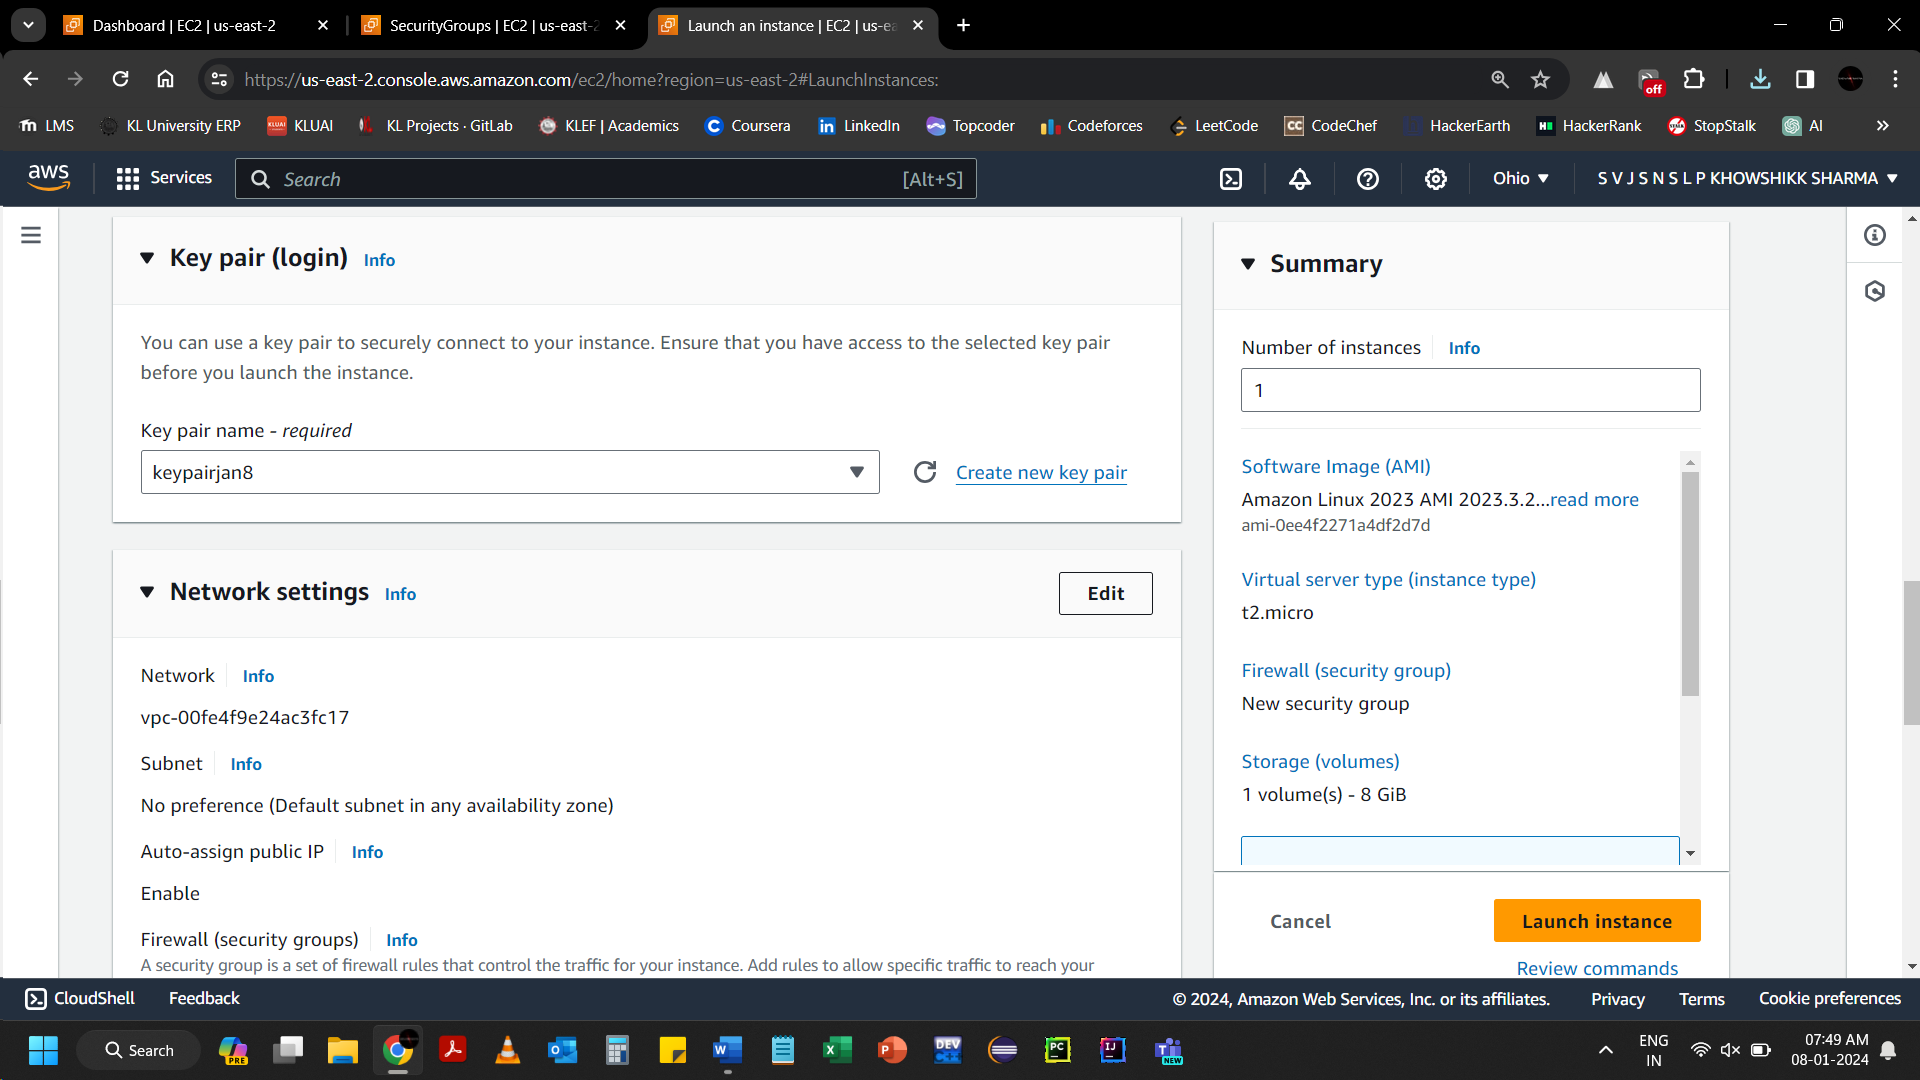 Dashboard | EC2 | us-east-2
SecurityGroups | EC2 | us-east-2
Launch an instance | EC2 | us-ea
https://us-east-2.console.aws.amazon.com/ec2/home?region=us-east-2#LaunchInstances:
off
LMS
KL University ERP
KLUAI
KLUAI
KL Projects · GitLab
KLEF | Academics
Coursera
LinkedIn
Topcoder
Codeforces
LeetCode
CC
CodeChef
HackerEarth
HackerRank
StopStalk
AI
aws
Services
Search
[Alt+S]
Ohio
S V J S N S L P KHOWSHIKK SHARMA
Key pair (login)
Info
You can use a key pair to securely connect to your instance. Ensure that you have access to the selected key pair
before you launch the instance.
Key pair name - required
keypairjan8
Create new key pair
Network settings
Info
Edit
Network
Info
vpc-00fe4f9e24ac3fc17
Subnet
Info
No preference (Default subnet in any availability zone)
Auto-assign public IP
Info
Enable
Firewall (security groups)
Info
A security group is a set of firewall rules that control the traffic for your instance. Add rules to allow specific traffic to reach your
Summary
Number of instances
Info
1
Software Image (AMI)
Amazon Linux 2023 AMI 2023.3.2...read more
ami-0ee4f2271a4df2d7d
Virtual server type (instance type)
t2.micro
Firewall (security group)
New security group
Storage (volumes)
1 volume(s) - 8 GiB
Cancel
Launch instance
Review commands
CloudShell
Feedback
© 2024, Amazon Web Services, Inc. or its affiliates.
Privacy
Terms
Cookie preferences
Search
PRE
DEV
PC
IJ
NEW
ENG
IN
07:49 AM
08-01-2024